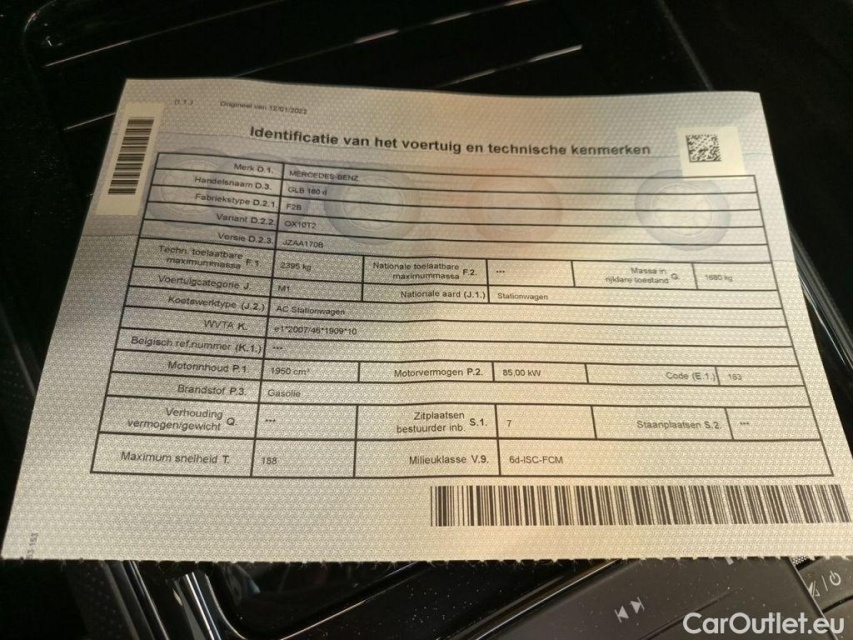 Origineel van 12/01/2022
Identificatie van het voertuig en technische kenmerken
Merk D.1. MERCEDES-BENZ
Handelsnaam D.3. GLB 180 d
Fabriekstype D.2.1. F2B
Variant D.2.2. OX10T2
Versie D.2.3. JZAA170B
Techn. toelaatbare maximummassa F.1. 2395 kg Nationale toelaatbare maximummassa F.2. --- Massa in rijklare toestand G. 1680 kg
Voertuigcategorie J. M1 Nationale aard (J.1.) Stationwagen
Koetswerktype (J.2.) AC Stationwagen
WVTA K. e1*2007/46*1909*10
Belgisch ref.nummer (K.1.) ---
Motorinhoud P.1. 1950 cm³ Motorvermogen P.2. 85,00 kW Code (E.1.) 183
Brandstof P.3. Gasolie
Verhouding vermogen/gewicht Q. --- Zitplaatsen bestuurder inb. S.1. 7 Staanplaatsen S.2. ---
Maximum snelheid T. 188 Milieuklasse V.9. 6d-ISC-FCM
CarOutlet.eu